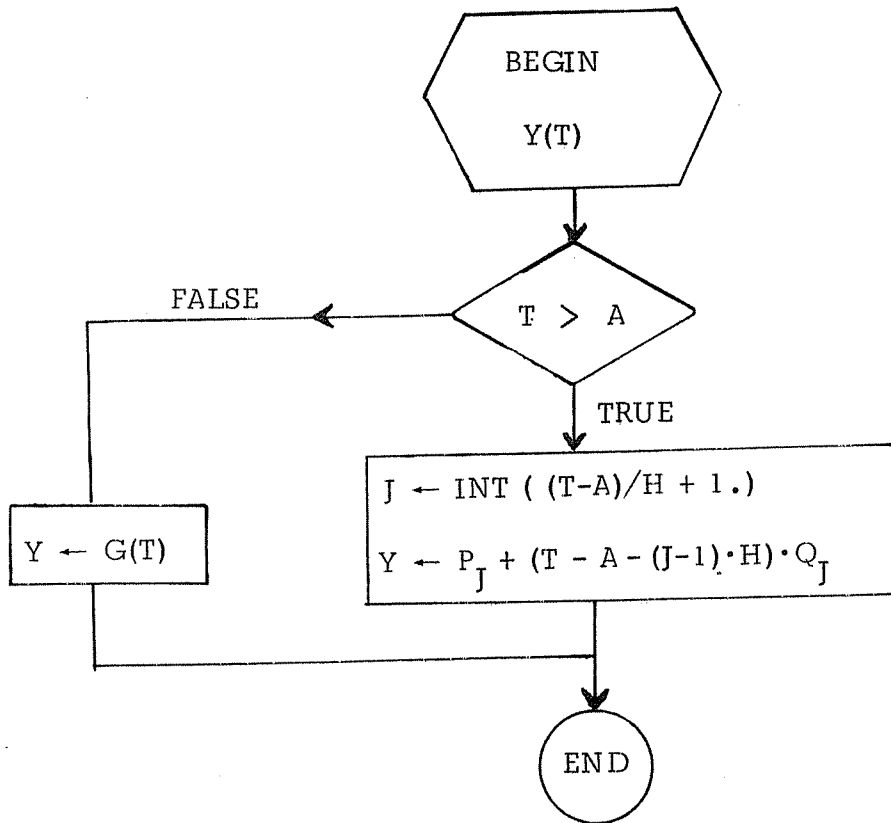 BEGIN
Y(T)
T > A
FALSE
TRUE
J ← INT ( (T-A)/H + 1.)
Y ← P_J + (T - A - (J-1)·H)·Q_J
Y ← G(T)
END